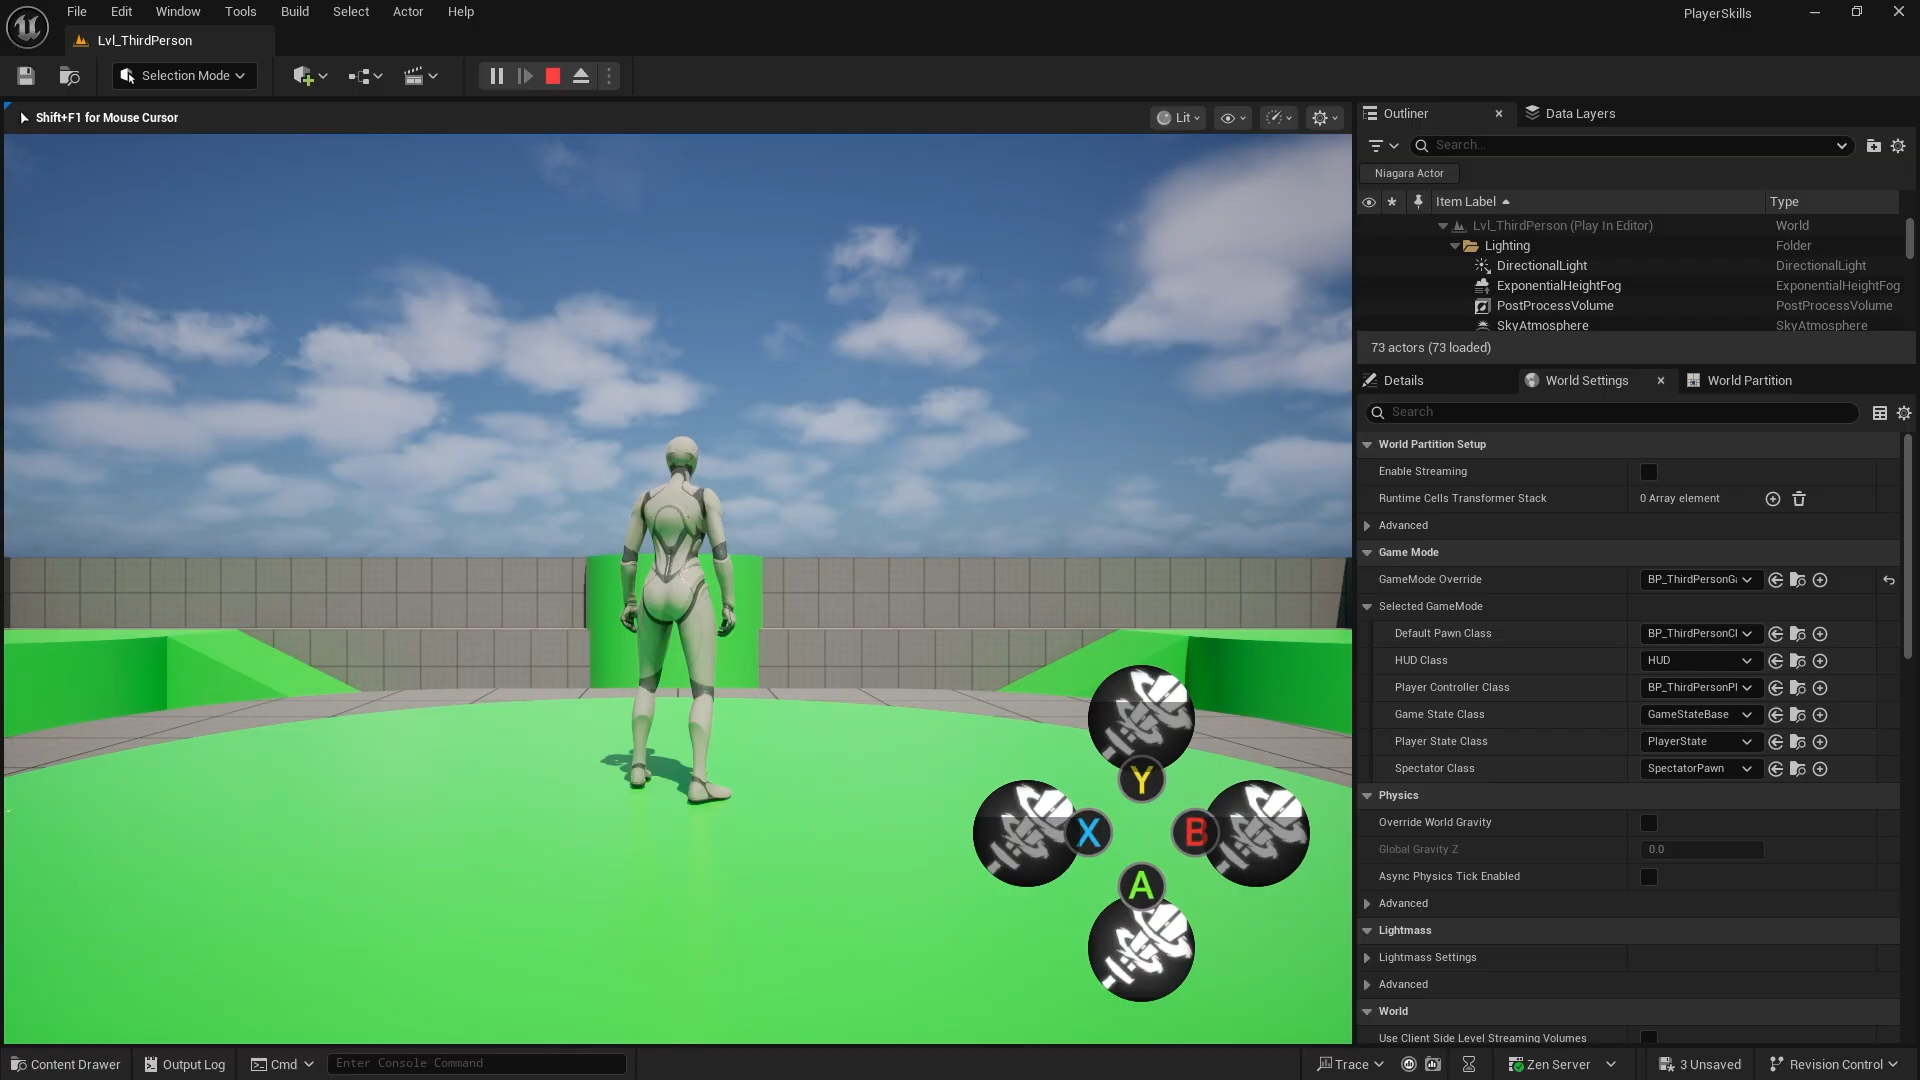 File Edit Window Tools Build Select Actor Help
PlayerSkills
Lvl_ThirdPerson
Selection Mode
Shift+F1 for Mouse Cursor
Lit
Outliner
Data Layers
Search...
Niagara Actor
Item Label Type
Lvl_ThirdPerson (Play In Editor) World
Lighting Folder
DirectionalLight DirectionalLight
ExponentialHeightFog ExponentialHeightFog
PostProcessVolume PostProcessVolume
SkyAtmosphere SkyAtmosphere
73 actors (73 loaded)
Details
World Settings
World Partition
Search
World Partition Setup
Enable Streaming
Runtime Cells Transformer Stack 0 Array element
Advanced
Game Mode
GameMode Override BP_ThirdPersonGa
Selected GameMode
Default Pawn Class BP_ThirdPersonCl
HUD Class HUD
Player Controller Class BP_ThirdPersonPl
Game State Class GameStateBase
Player State Class PlayerState
Spectator Class SpectatorPawn
Physics
Override World Gravity
Global Gravity Z 0.0
Async Physics Tick Enabled
Advanced
Lightmass
Lightmass Settings
Advanced
World
Use Client Side Level Streaming Volumes
Y
X
B
A
Content Drawer
Output Log
Cmd
Enter Console Command
Trace
Zen Server
3 Unsaved
Revision Control